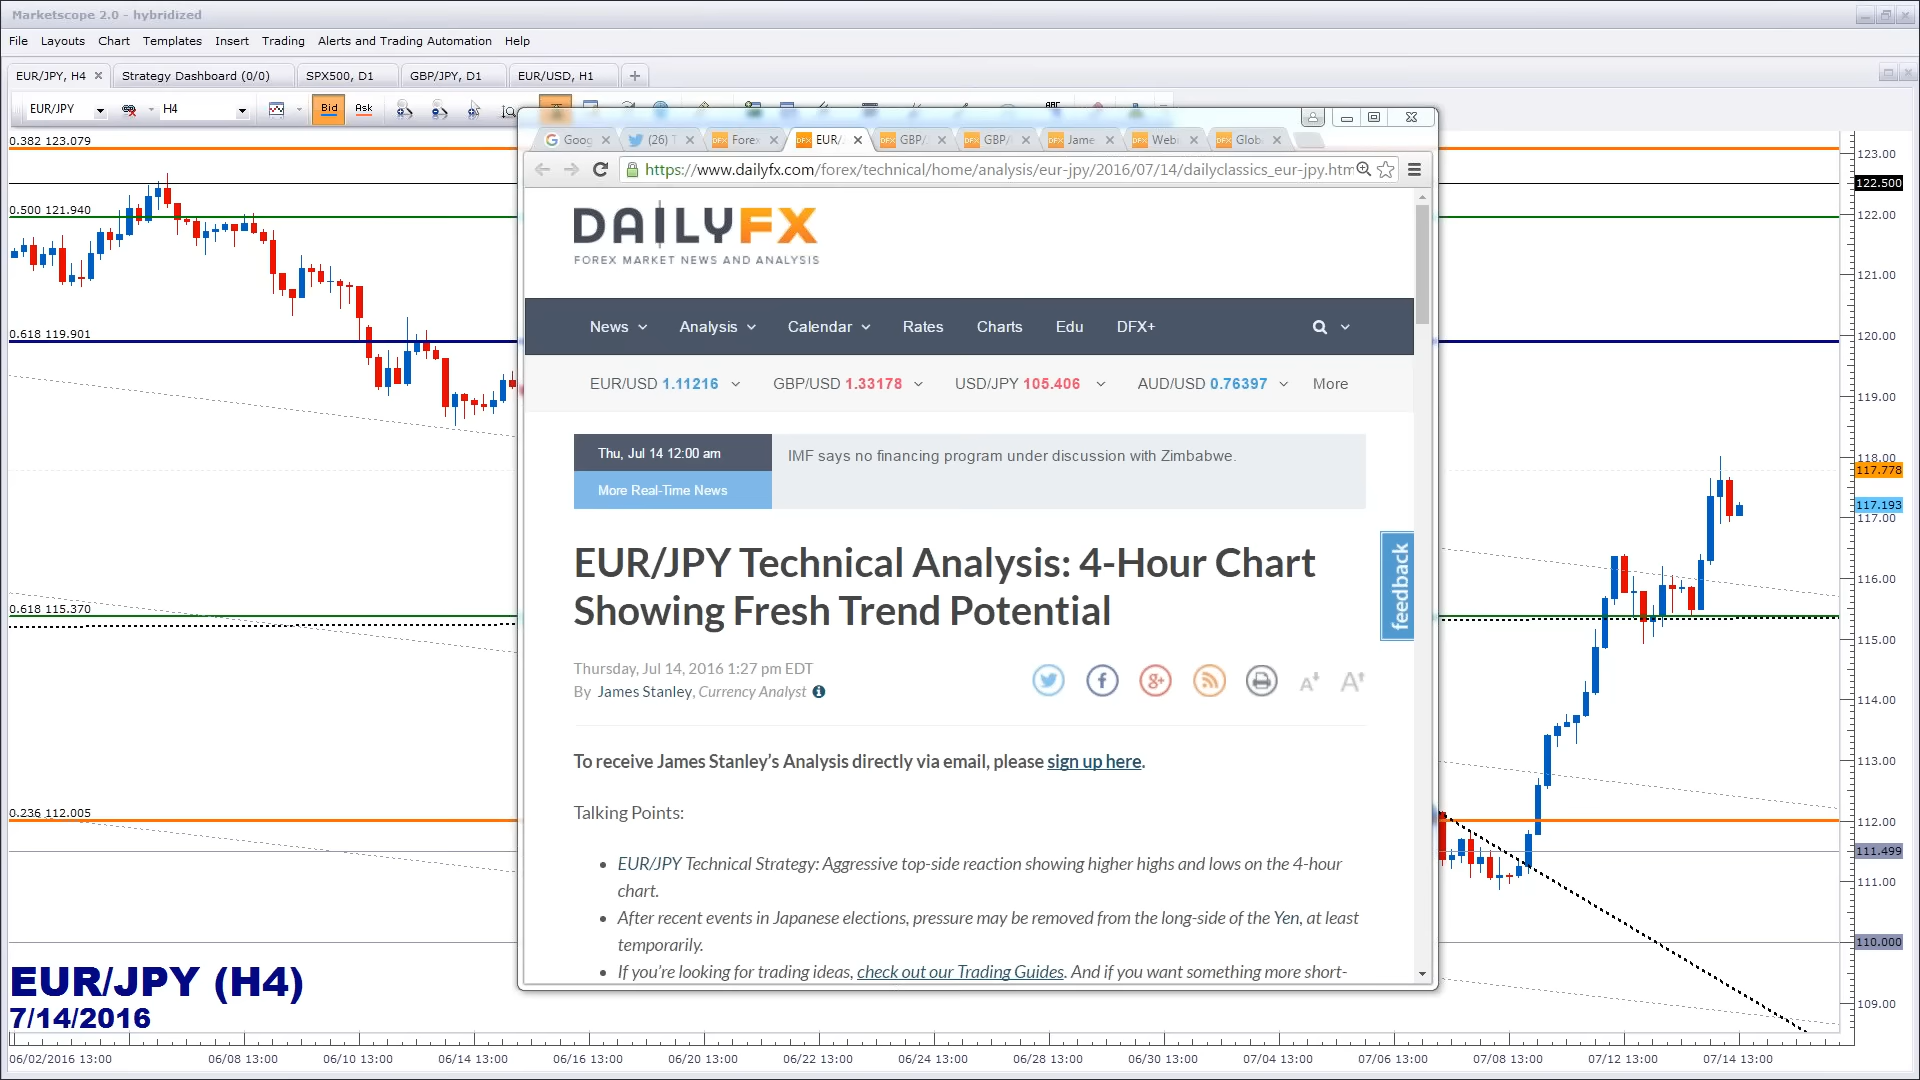 Marketscope 2.0 - hybridized
File Layouts Chart Templates Insert Trading Alerts and Trading Automation Help
EUR/JPY, H4 Strategy Dashboard (0/0) SPX500, D1 GBP/JPY, D1 EUR/USD, H1
EUR/JPY H4 Bid Ask
Goog (26) T Forex EUR/ GBP/ GBP/ Jame Webi Glob
https://www.dailyfx.com/forex/technical/home/analysis/eur-jpy/2016/07/14/dailyclassics_eur-jpy.htm
DAILYFX
FOREX MARKET NEWS AND ANALYSIS
News Analysis Calendar Rates Charts Edu DFX+
EUR/USD 1.11216 GBP/USD 1.33178 USD/JPY 105.406 AUD/USD 0.76397 More
Thu, Jul 14 12:00 am
IMF says no financing program under discussion with Zimbabwe.
More Real-Time News
EUR/JPY Technical Analysis: 4-Hour Chart
Showing Fresh Trend Potential
feedback
Thursday, Jul 14, 2016 1:27 pm EDT
By James Stanley, Currency Analyst
To receive James Stanley’s Analysis directly via email, please sign up here.
Talking Points:
EUR/JPY Technical Strategy: Aggressive top-side reaction showing higher highs and lows on the 4-hour
chart.
After recent events in Japanese elections, pressure may be removed from the long-side of the Yen, at least
temporarily.
If you’re looking for trading ideas, check out our Trading Guides. And if you want something more short-
0.382 123.079
0.500 121.940
0.618 119.901
0.618 115.370
0.236 112.005
EUR/JPY (H4)
7/14/2016
123.00
122.500
122.00
121.00
120.00
119.00
118.00
117.778
117.193
117.00
116.00
115.00
114.00
113.00
112.00
111.499
111.00
110.000
109.00
06/02/2016 13:00 06/08 13:00 06/10 13:00 06/14 13:00 06/16 13:00 06/20 13:00 06/22 13:00 06/24 13:00 06/28 13:00 06/30 13:00 07/04 13:00 07/06 13:00 07/08 13:00 07/12 13:00 07/14 13:00